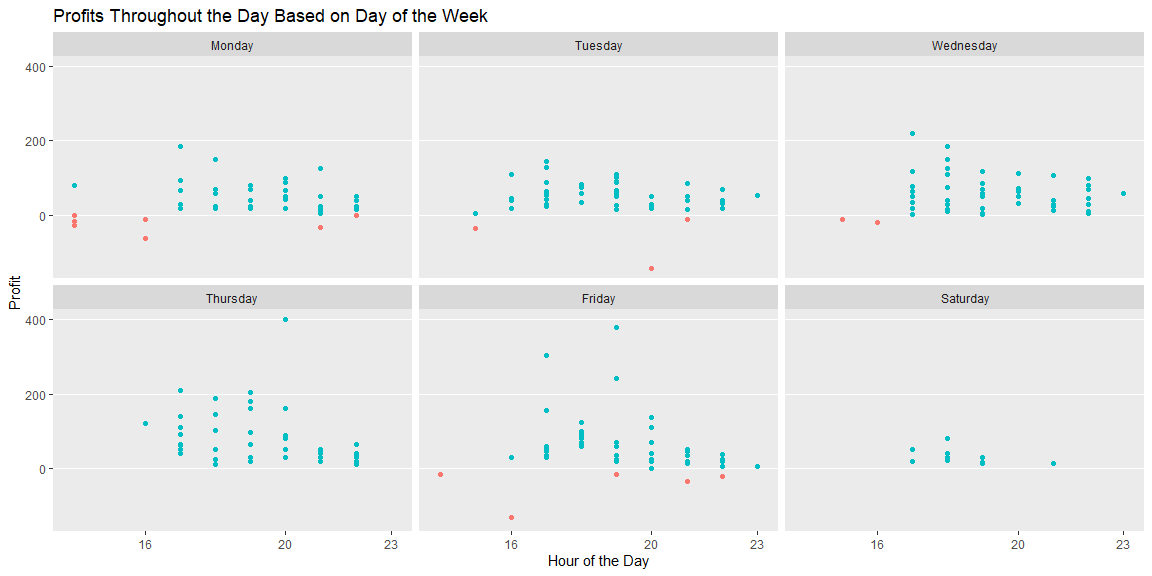 Profits Throughout the Day Based on Day of the Week
Monday
Tuesday
Wednesday
400
200
0
Profit
Thursday
Friday
Saturday
400
200
0
16
20
23
16
20
23
16
20
23
Hour of the Day